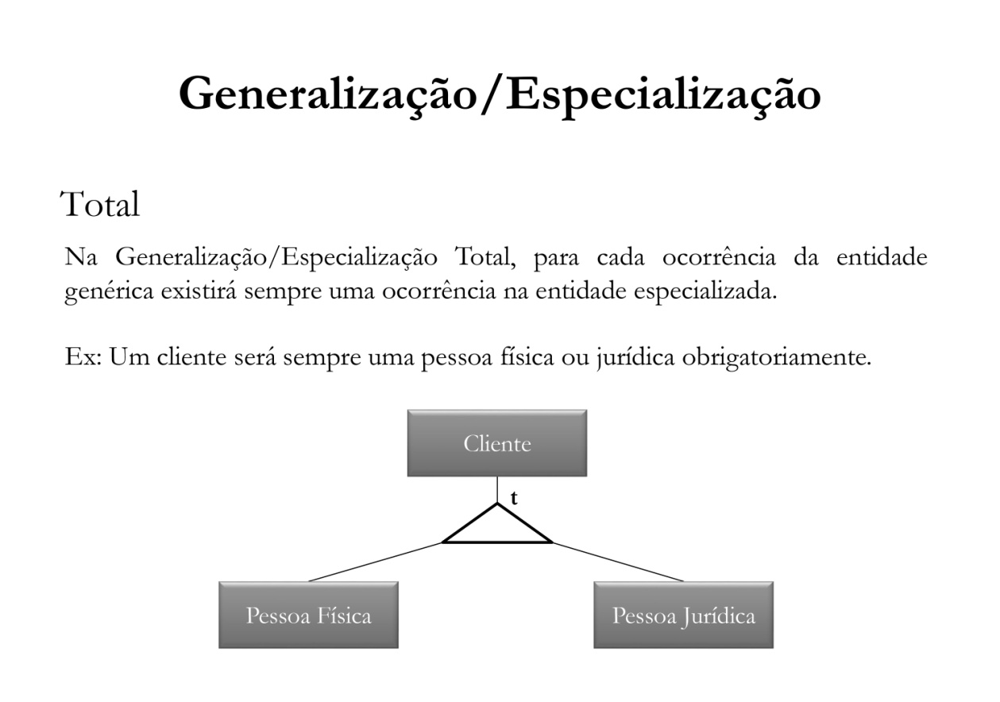 Generalização/Especialização
Total
Na Generalização/Especialização Total, para cada ocorrência da entidade
genérica existirá sempre uma ocorrência na entidade especializada.
Ex: Um cliente será sempre uma pessoa física ou jurídica obrigatoriamente.
Cliente
t
Pessoa Física
Pessoa Jurídica